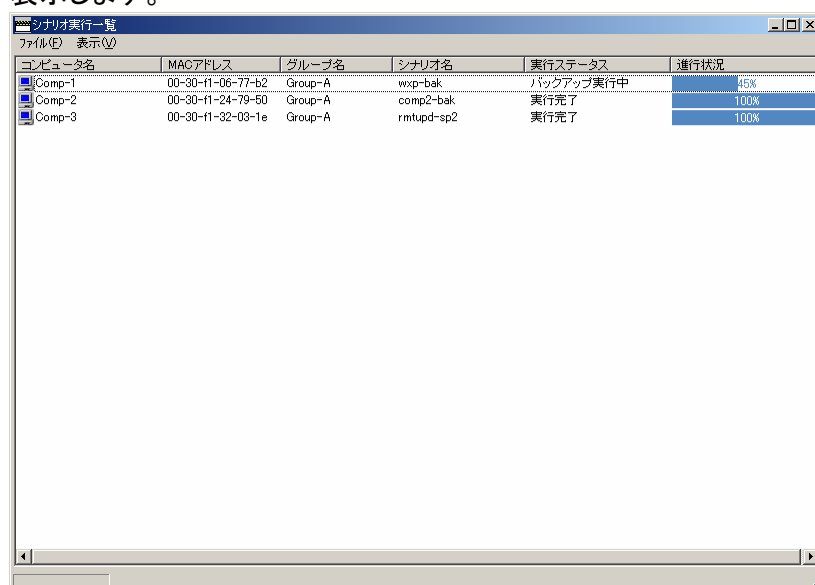 表示します。
シナリオ実行一覧
ファイル(F) 表示(V)
コンピュータ名 MACアドレス グループ名 シナリオ名 実行ステータス 進行状況
Comp-1 00-30-f1-06-77-b2 Group-A wxp-bak バックアップ実行中 45%
Comp-2 00-30-f1-24-79-50 Group-A comp2-bak 実行完了 100%
Comp-3 00-30-f1-32-03-1e Group-A rmtupd-sp2 実行完了 100%